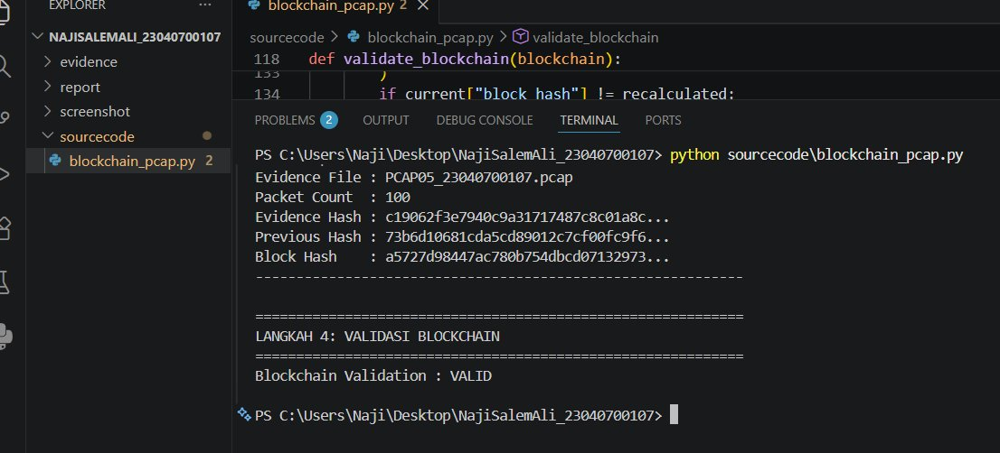 EXPLORER ...
NAJISALEMALI_23040700107
evidence
report
screenshot
sourcecode
blockchain_pcap.py 2
blockchain_pcap.py 2 ×
sourcecode > blockchain_pcap.py > validate_blockchain
118 def validate_blockchain(blockchain):
133 )
134 if current["block_hash"] != recalculated:
PROBLEMS 2 OUTPUT DEBUG CONSOLE TERMINAL PORTS
PS C:\Users\Naji\Desktop\NajiSalemAli_23040700107> python sourcecode\blockchain_pcap.py
Evidence File : PCAP05_23040700107.pcap
Packet Count : 100
Evidence Hash : c19062f3e7940c9a31717487c8c01a8c...
Previous Hash : 73b6d10681cda5cd89012c7cf00fc9f6...
Block Hash : a5727d98447ac780b754dbcd07132973...
------------------------------------------------------------
============================================================
LANGKAH 4: VALIDASI BLOCKCHAIN
============================================================
Blockchain Validation : VALID
PS C:\Users\Naji\Desktop\NajiSalemAli_23040700107>